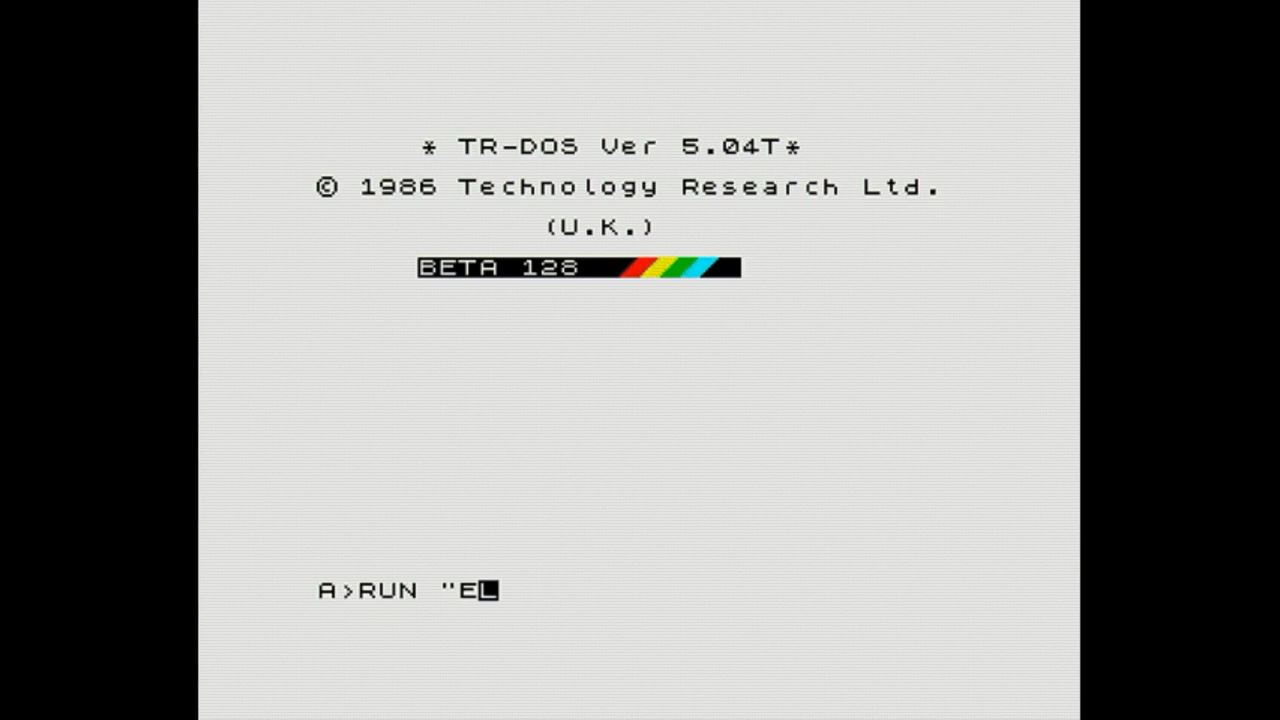 * TR-DOS Ver 5.04T*
© 1986 Technology Research Ltd.
(U.K.)
BETA 128
A>RUN "EL